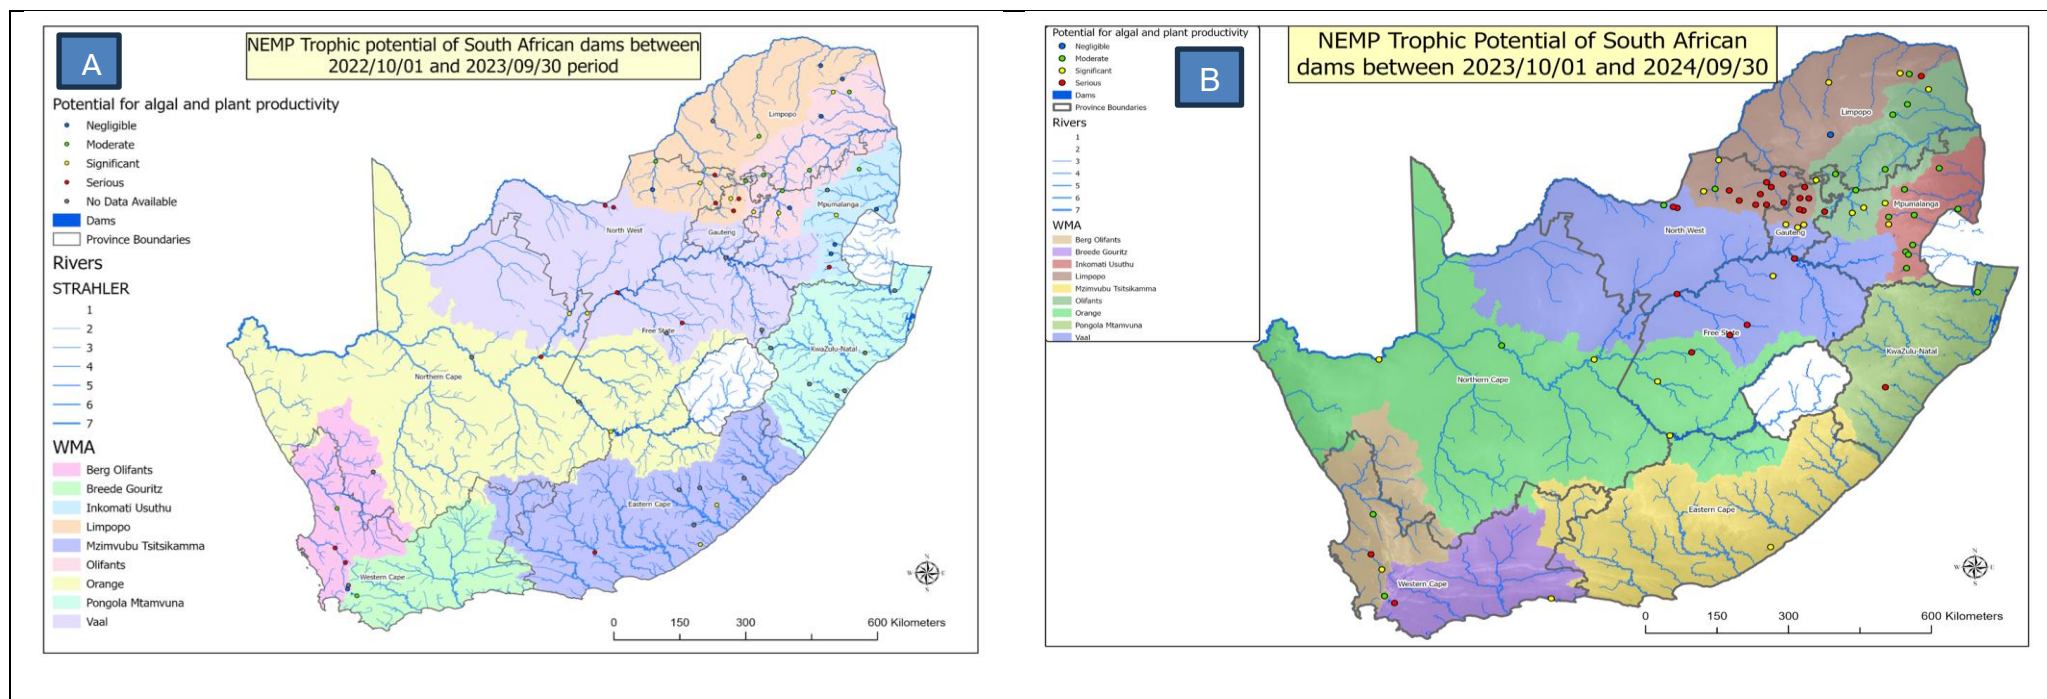 A
NEMP Trophic potential of South African dams between
2022/10/01 and 2023/09/30 period
Potential for algal and plant productivity
Negligible
Moderate
Significant
Serious
No Data Available
Dams
Province Boundaries
Rivers
STRAHLER
1
2
3
4
5
6
7
WMA
Berg Olifants
Breede Gouritz
Inkomati Usuthu
Limpopo
Mzimvubu Tsitsikamma
Olifants
Orange
Pongola Mtamvuna
Vaal
Limpopo
Mpumalanga
North West
Gauteng
Free State
KwaZulu-Natal
Northern Cape
Eastern Cape
Western Cape
N
W E
S
0 150 300 600 Kilometers
B
NEMP Trophic Potential of South African
dams between 2023/10/01 and 2024/09/30
Potential for algal and plant productivity
Negligible
Moderate
Significant
Serious
Dams
Province Boundaries
Rivers
1
2
3
4
5
6
7
WMA
Berg Olifants
Breede Gouritz
Inkomati Usuthu
Limpopo
Mzimvubu Tsitsikamma
Olifants
Orange
Pongola Mtamvuna
Vaal
Limpopo
Mpumalanga
North West
Gauteng
Free State
KwaZulu-Natal
Northern Cape
Eastern Cape
Western Cape
N
W E
S
0 150 300 600 Kilometers